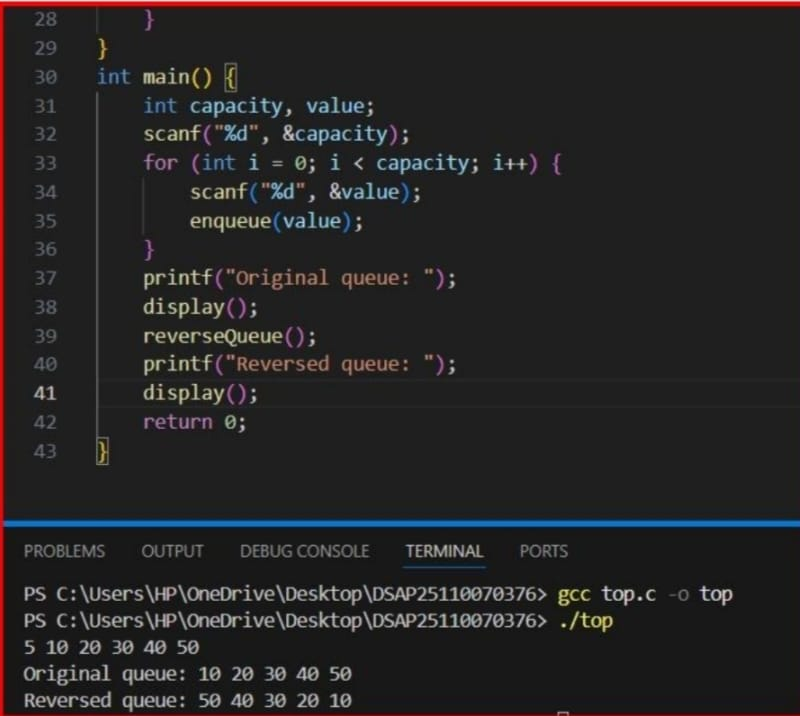 28 }
29 }
30 int main() {
31 int capacity, value;
32 scanf("%d", &capacity);
33 for (int i = 0; i < capacity; i++) {
34 scanf("%d", &value);
35 enqueue(value);
36 }
37 printf("Original queue: ");
38 display();
39 reverseQueue();
40 printf("Reversed queue: ");
41 display();
42 return 0;
43 }
PROBLEMS OUTPUT DEBUG CONSOLE TERMINAL PORTS
PS C:\Users\HP\OneDrive\Desktop\DSAP25110070376> gcc top.c -o top
PS C:\Users\HP\OneDrive\Desktop\DSAP25110070376> ./top
5 10 20 30 40 50
Original queue: 10 20 30 40 50
Reversed queue: 50 40 30 20 10